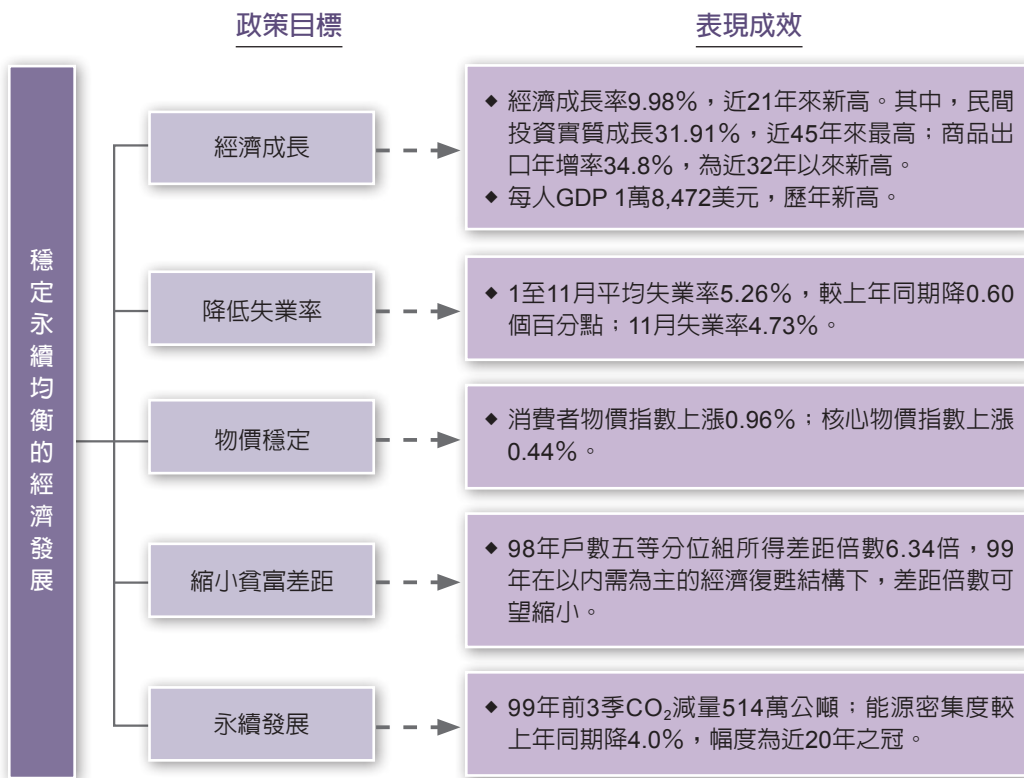 政策目標
表現成效
穩定永續均衡的經濟發展
經濟成長
◆ 經濟成長率9.98%,近21年來新高。其中,民間
投資實質成長31.91%,近45年來最高;商品出
口年增率34.8%,為近32年以來新高。
◆ 每人GDP 1萬8,472美元,歷年新高。
降低失業率
◆ 1至11月平均失業率5.26%,較上年同期降0.60
個百分點;11月失業率4.73%。
物價穩定
◆ 消費者物價指數上漲0.96%;核心物價指數上漲
0.44%。
縮小貧富差距
◆ 98年戶數五等分位組所得差距倍數6.34倍,99
年在以內需為主的經濟復甦結構下,差距倍數可
望縮小。
永續發展
◆ 99年前3季CO₂減量514萬公噸;能源密集度較
上年同期降4.0%,幅度為近20年之冠。